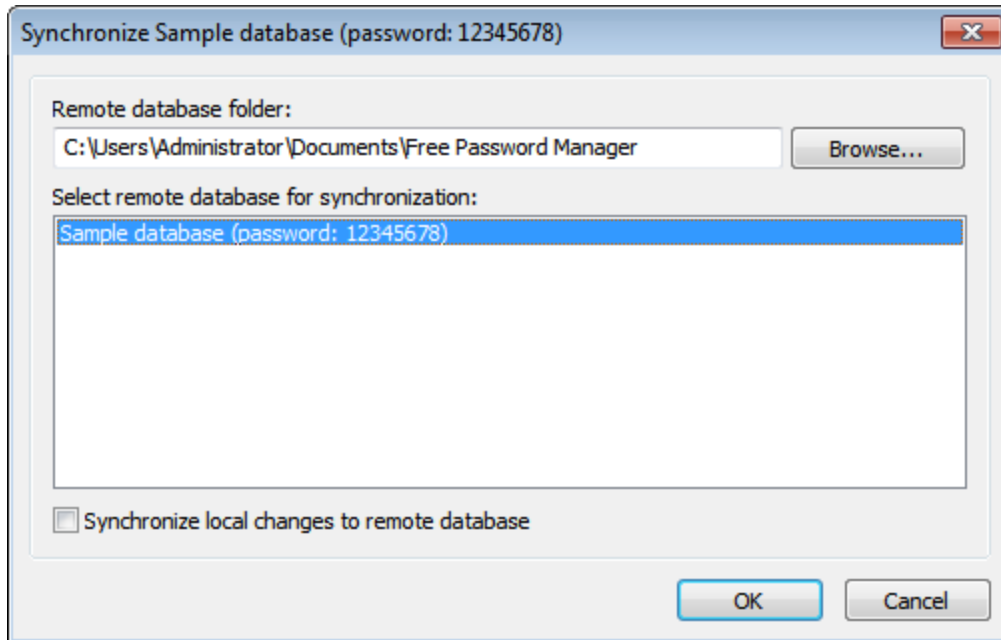 Synchronize Sample database (password: 12345678)
Remote database folder:
C:\Users\Administrator\Documents\Free Password Manager
Browse...
Select remote database for synchronization:
Sample database (password: 12345678)
Synchronize local changes to remote database
OK
Cancel